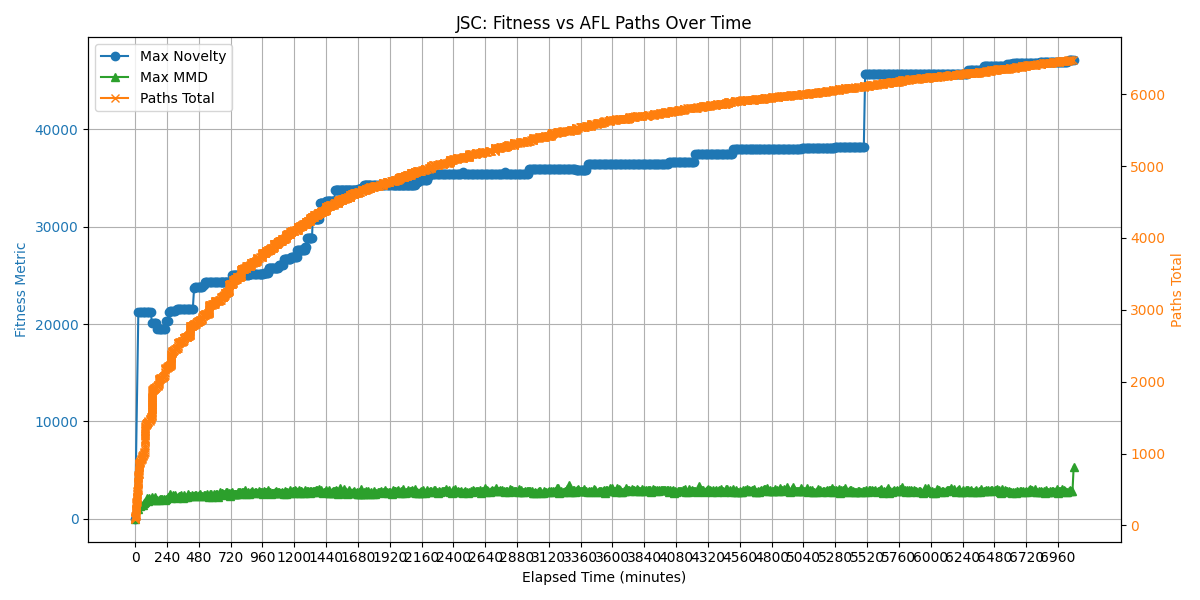 JSC: Fitness vs AFL Paths Over Time
Max Novelty
Max MMD
Paths Total
Fitness Metric
40000
30000
20000
10000
0
Paths Total
6000
5000
4000
3000
2000
1000
0
0 240 480 720 960 1200 1440 1680 1920 2160 2400 2640 2880 3120 3360 3600 3840 4080 4320 4560 4800 5040 5280 5520 5760 6000 6240 6480 6720 6960
Elapsed Time (minutes)